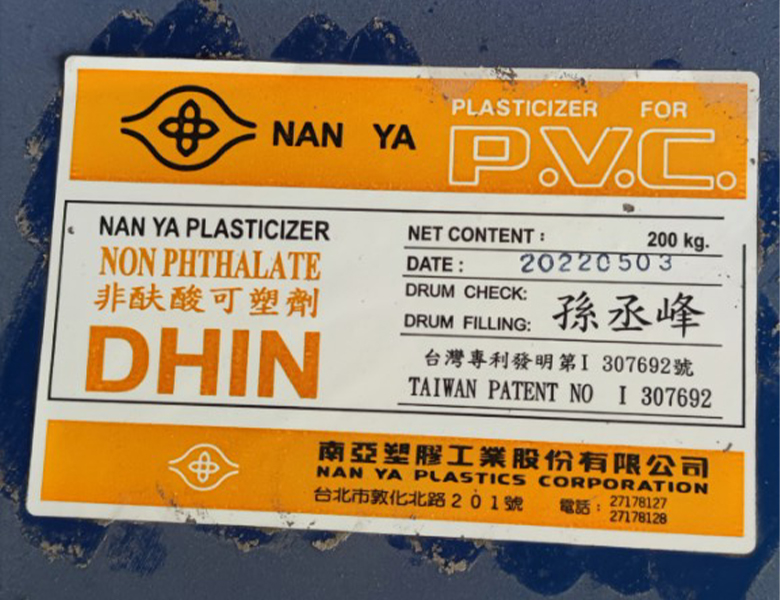 NAN YA
PLASTICIZER FOR
P.V.C.
NAN YA PLASTICIZER
NON PHTHALATE
非酞酸可塑劑
DHIN
NET CONTENT : 200 kg.
DATE : 20220503
DRUM CHECK:
DRUM FILLING: 孫丞峰
台灣專利發明第I 307692號
TAIWAN PATENT NO I 307692
南亞塑膠工業股份有限公司
NAN YA PLASTICS CORPORATION
台北市敦化北路201號 電話: 27178127
27178128